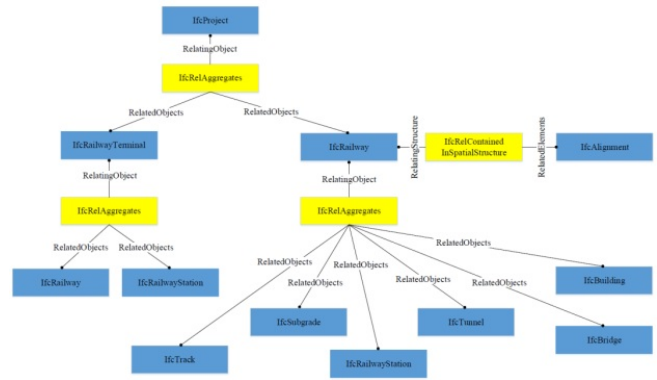 IfcProject
RelatingObject
IfcRelAggregates
RelatedObjects
RelatedObjects
IfcRailwayTerminal
IfcRailway
RelatingStructure
IfcRelContained
InSpatialStructure
RelatedElements
IfcAlignment
RelatingObject
RelatingObject
IfcRelAggregates
IfcRelAggregates
RelatedObjects
RelatedObjects
RelatedObjects
RelatedObjects
RelatedObjects
RelatedObjects
RelatedObjects
RelatedObjects
IfcRailway
IfcRailwayStation
IfcBuilding
IfcSubgrade
IfcTunnel
IfcBridge
IfcTrack
IfcRailwayStation